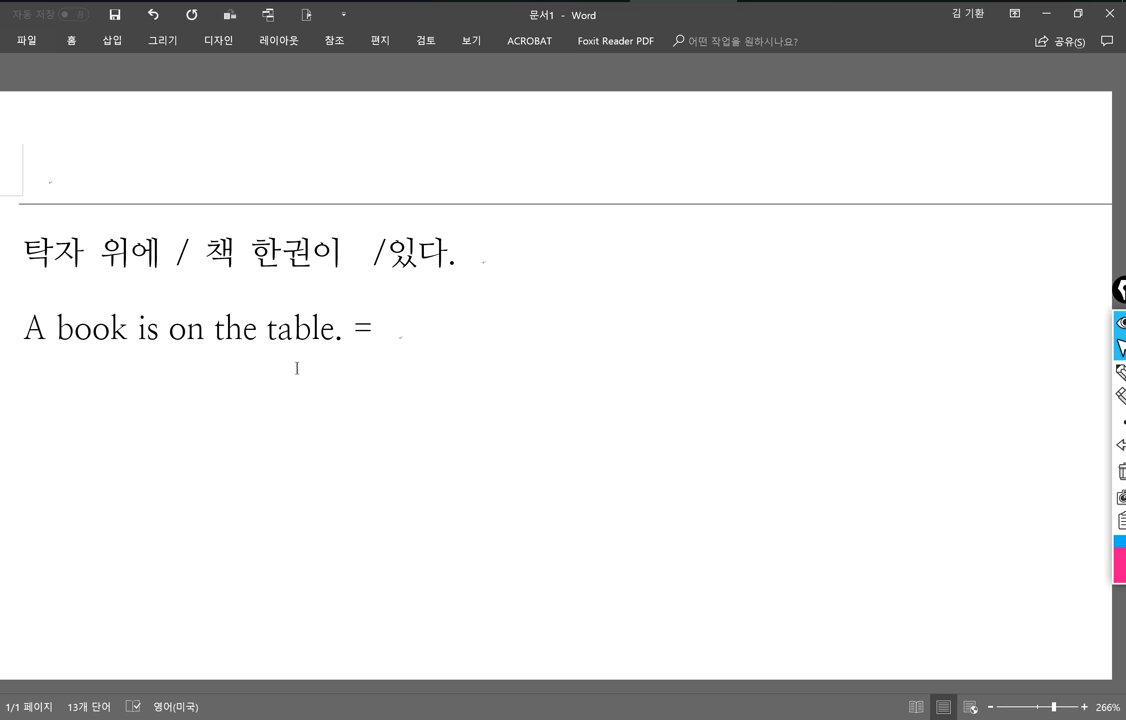 자동 저장
문서1 - Word
김 기환
파일 홈 삽입 그리기 디자인 레이아웃 참조 편지 검토 보기 ACROBAT Foxit Reader PDF 어떤 작업을 원하시나요? 공유(S)
탁자 위에 / 책 한권이 /있다.
A book is on the table. =
1/1 페이지 13개 단어 영어(미국) 266%